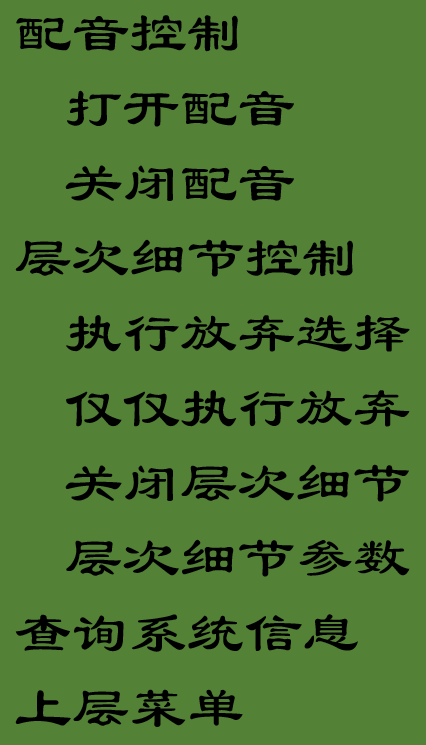 配音控制
打开配音
关闭配音
层次细节控制
执行放弃选择
仅仅执行放弃
关闭层次细节
层次细节参数
查询系统信息
上层菜单